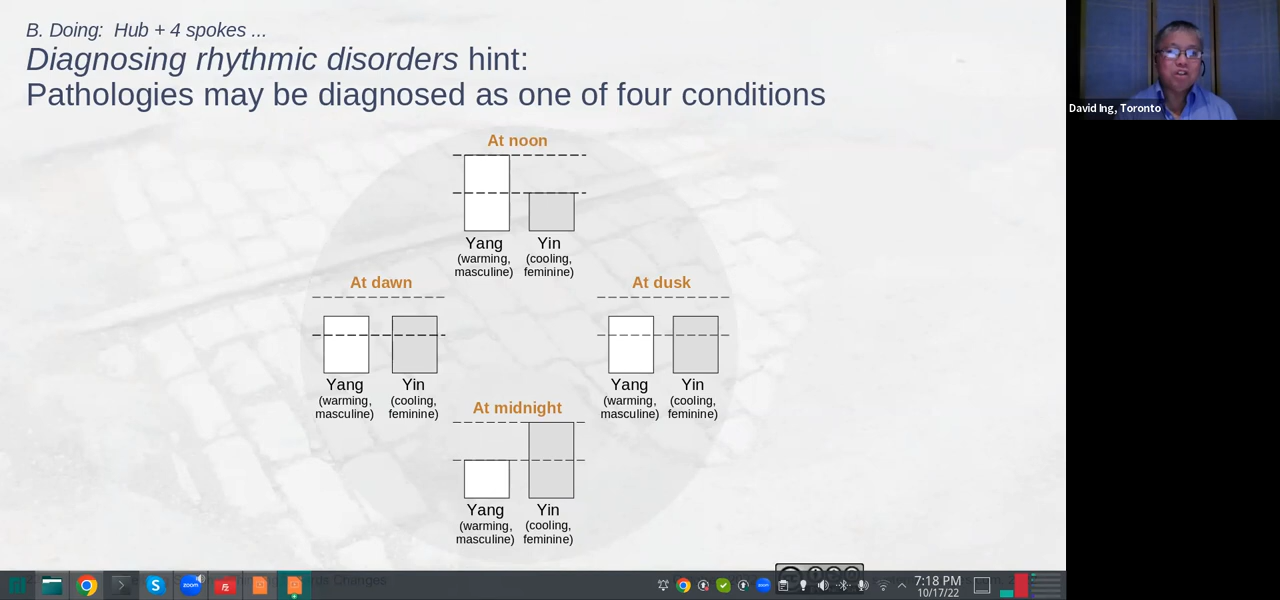 B. Doing:  Hub + 4 spokes ...
Diagnosing rhythmic disorders hint:
Pathologies may be diagnosed as one of four conditions
David Ing, Toronto
At noon
Yang
(warming,
masculine)
Yin
(cooling,
feminine)
At dawn
Yang
(warming,
masculine)
Yin
(cooling,
feminine)
At dusk
Yang
(warming,
masculine)
Yin
(cooling,
feminine)
At midnight
Yang
(warming,
masculine)
Yin
(cooling,
feminine)
zoom
Changes
7:18 PM
10/17/22